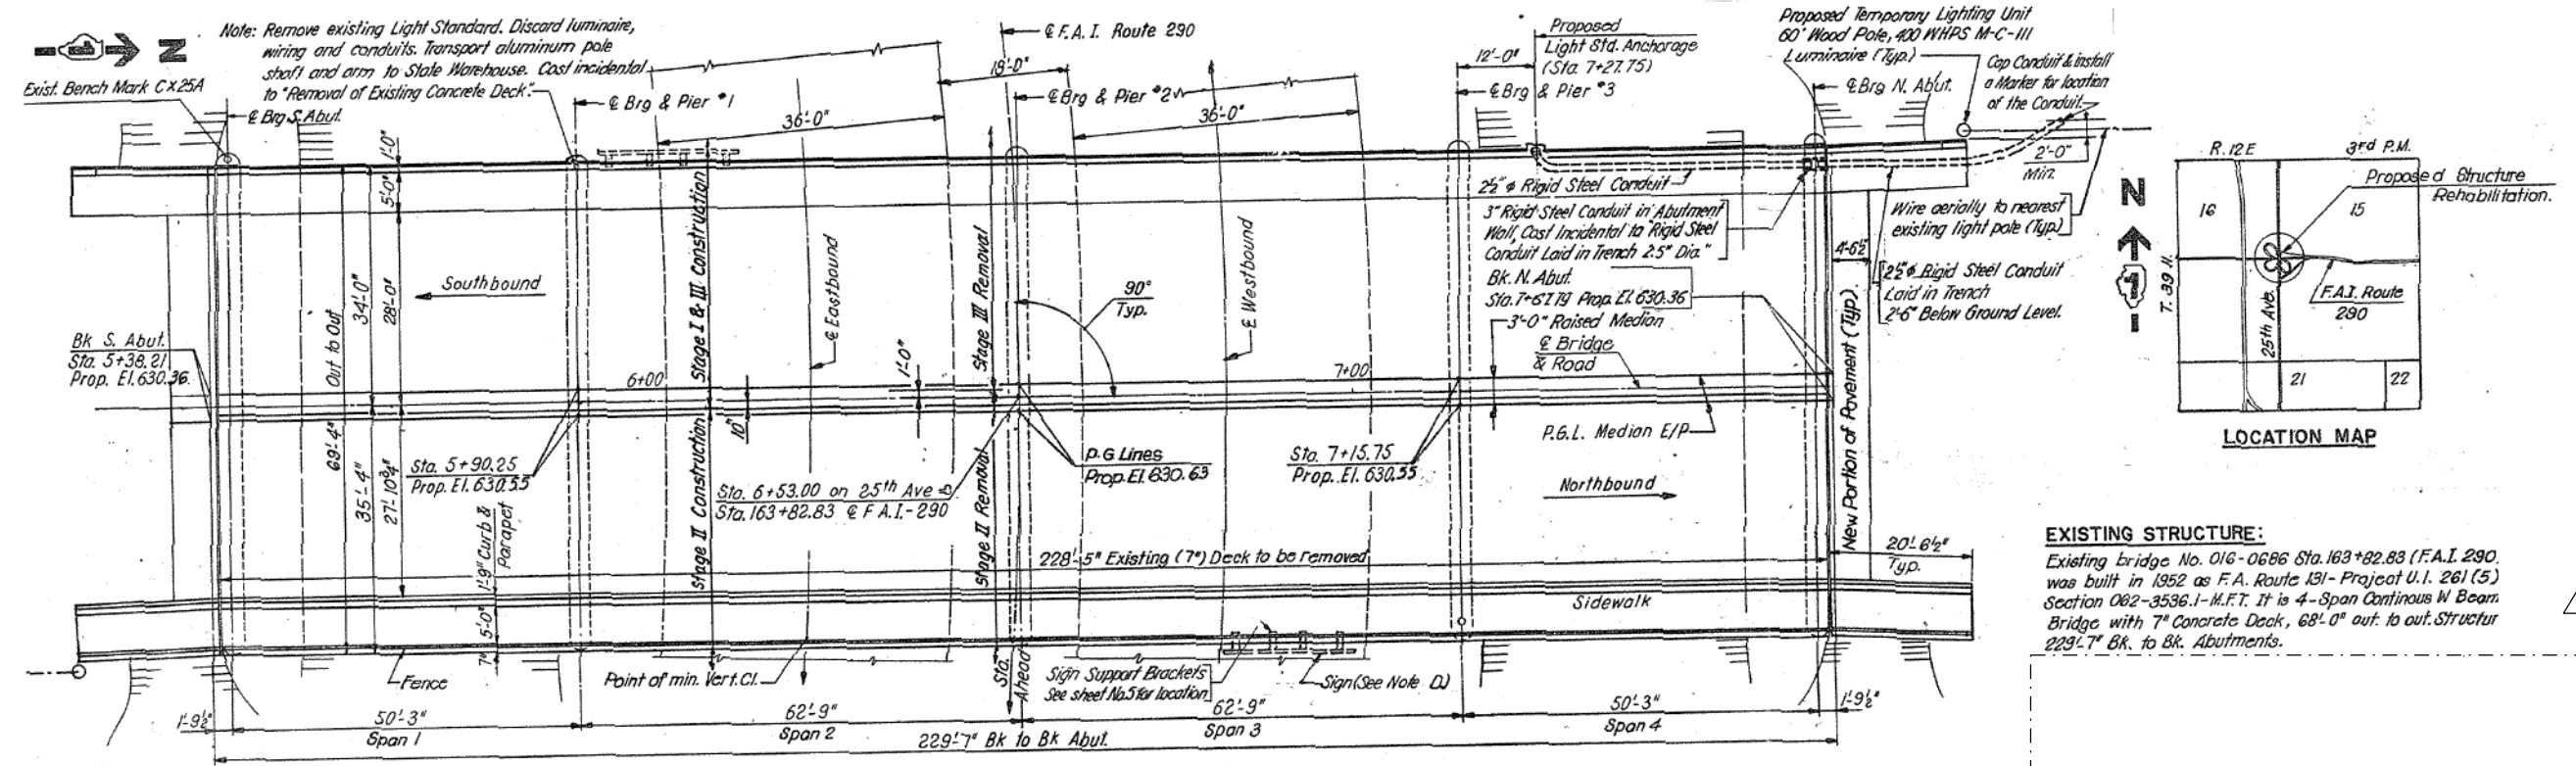 Note: Remove existing Light Standard. Discard luminaire,
wiring and conduits. Transport aluminum pole
shaft and arm to State Warehouse. Cost incidental
to "Removal of Existing Concrete Deck".
N
Exist. Bench Mark CX25A
℄ Brg S. Abut.
℄ Brg & Pier #1
36'-0"
18'-0"
℄ F.A.I. Route 290
℄ Brg & Pier #2
36'-0"
12'-0"
Proposed
Light Std. Anchorage
(Sta. 7+27.75)
℄ Brg & Pier #3
Proposed Temporary Lighting Unit
60' Wood Pole, 400 WHPS M-C-III
Luminaire (Typ.)
℄ Brg N. Abut.
Cap Conduit & install
a Marker for location
of the Conduit.
2'-0"
Min.
1'-0"
5'-0"
34'-0"
28'-0"
69'-4" Out to Out
35'-4"
27'-10¾"
Southbound
Bk S. Abut.
Sta. 5+38.21
Prop. El. 630.36
6+00
Stage I & III Construction
Stage II Construction
10"
℄ Eastbound
1'-0"
Stage III Removal
Stage II Removal
90°
Typ.
℄ Westbound
7+00
2½"φ Rigid Steel Conduit
3" Rigid Steel Conduit in Abutment
Wall, Cost Incidental to "Rigid Steel
Conduit Laid in Trench 2.5" Dia."
Bk. N. Abut.
Prop. El. 630.36
3'-0" Raised Median
℄ Bridge
& Road
4'-6½"
Wire aerially to nearest
existing light pole (Typ.)
2½"φ Rigid Steel Conduit
Laid in Trench
2'-6" Below Ground Level.
New Portion of Pavement (Typ.)
P.G.L. Median E/P
Sta. 5+90.25
Prop. El. 630.55
Sta. 6+53.00 on 25th Ave =
Sta. 163+82.83 ℄ F.A.I.-290
P.G Lines
Prop. El. 630.63
Sta. 7+15.75
Prop. El. 630.55
Northbound
1'-9" Curb &
Parapet
5'-0"
7"
228'-5" Existing (7") Deck to be removed
Sidewalk
20'-6½"
Typ.
Fence
Point of min. Vert. Cl.
Sta.
Ahead
Sign Support Brackets
See sheet No.5 for location
Sign (See Note D)
1'-9½"
50'-3"
62'-9"
62'-9"
50'-3"
1'-9½"
Span 1
Span 2
Span 3
Span 4
229'-7" Bk to Bk Abut.
N
R. 12 E
3rd P.M.
Proposed Structure
Rehabilitation.
16
15
T. 39 N.
25th Ave.
F.A.I. Route
290
21
22
LOCATION MAP
EXISTING STRUCTURE:
Existing bridge No. 016-0686 Sta. 163+82.83 (F.A.I. 290.
was built in 1952 as F.A. Route 131- Project U.I. 261 (5)
Section 062-3536.1-M.F.T. It is 4-Span Continous W Beam
Bridge with 7" Concrete Deck, 68'-0" out. to out. Structur
229'-7" Bk. to Bk. Abutments.